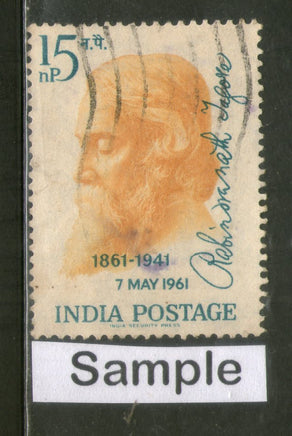 15 न.पै.
nP
Rabindranath Tagore
1861-1941
7 MAY 1961
INDIA POSTAGE
INDIA SECURITY PRESS
Sample